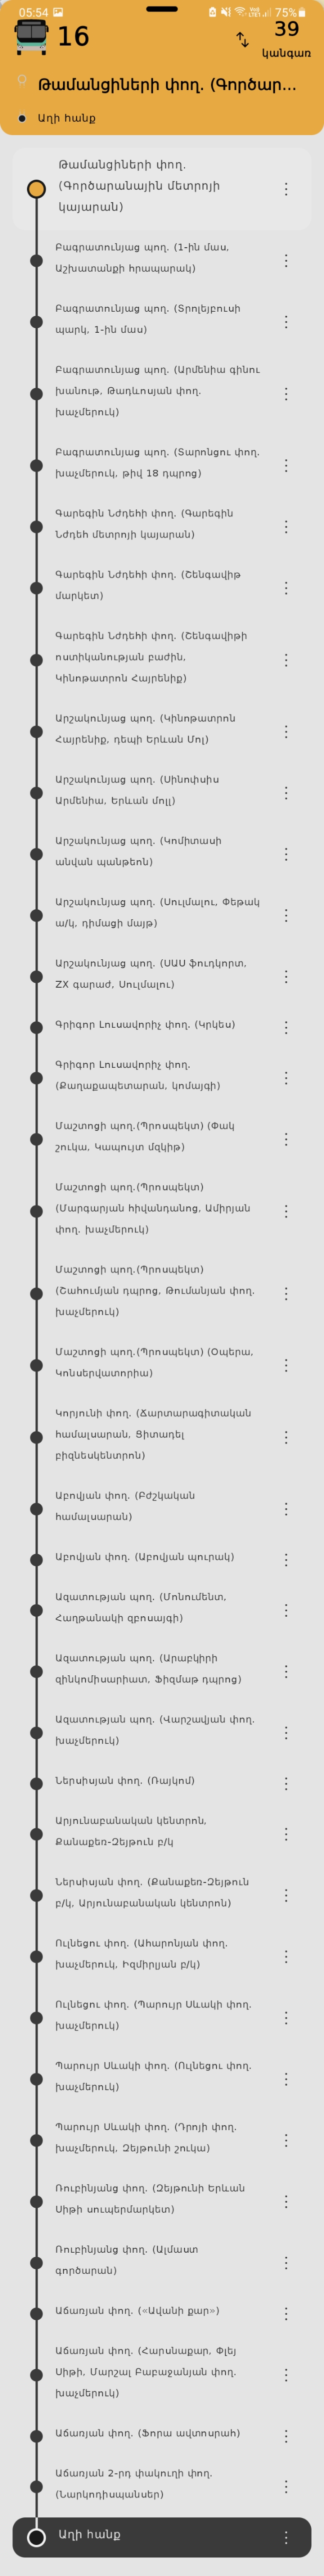 05:54 75%
16 39
կանգառ
Թամանցիների փող. (Գործար...
Աղի հանք
Թամանցիների փող.
(Գործարանային մետրոյի
կայարան)
Բագրատունյաց պող. (1-ին մաս,
Աշխատանքի հրապարակ)
Բագրատունյաց պող. (Տրոլեյբուսի
պարկ, 1-ին մաս)
Բագրատունյաց պող. (Արմենիա գինու
խանութ, Թադևոսյան փող.
խաչմերուկ)
Բագրատունյաց պող. (Տարոնցու փող.
խաչմերուկ, թիվ 18 դպրոց)
Գարեգին Նժդեհի փող. (Գարեգին
Նժդեհ մետրոյի կայարան)
Գարեգին Նժդեհի փող. (Շենգավիթ
մարկետ)
Գարեգին Նժդեհի փող. (Շենգավիթի
ոստիկանության բաժին,
Կինոթատրոն Հայրենիք)
Արշակունյաց պող. (Կինոթատրոն
Հայրենիք, դեպի Երևան Մոլ)
Արշակունյաց պող. (Սինոփսիս
Արմենիա, Երևան մոլլ)
Արշակունյաց պող. (Կոմիտասի
անվան պանթեոն)
Արշակունյաց պող. (Սուլմալու, Փեթակ
ա/կ, դիմացի մայթ)
Արշակունյաց պող. (ՍԱՍ ֆուդկորտ,
ZX գարաժ, Սուլմալու)
Գրիգոր Լուսավորիչ փող. (Կրկես)
Գրիգոր Լուսավորիչ փող.
(Քաղաքապետարան, կոմայգի)
Մաշտոցի պող.(Պրոսպեկտ) (Փակ
շուկա, Կապույտ մզկիթ)
Մաշտոցի պող.(Պրոսպեկտ)
(Մարգարյան հիվանդանոց, Ամիրյան
փող. խաչմերուկ)
Մաշտոցի պող.(Պրոսպեկտ)
(Շահումյան դպրոց, Թումանյան փող.
խաչմերուկ)
Մաշտոցի պող.(Պրոսպեկտ) (Օպերա,
Կոնսերվատորիա)
Կորյունի փող. (Ճարտարագիտական
համալսարան, Ցիտադել
բիզնեսկենտրոն)
Աբովյան փող. (Բժշկական
համալսարան)
Աբովյան փող. (Աբովյան պուրակ)
Ազատության պող. (Մոնումենտ,
Հաղթանակի զբոսայգի)
Ազատության պող. (Արաբկիրի
զինկոմիսարիատ, Ֆիզմաթ դպրոց)
Ազատության պող. (Վարշավյան փող.
խաչմերուկ)
Ներսիսյան փող. (Ռայկոմ)
Արյունաբանական կենտրոն,
Քանաքեռ-Զեյթուն բ/կ
Ներսիսյան փող. (Քանաքեռ-Զեյթուն
բ/կ, Արյունաբանական կենտրոն)
Ուլնեցու փող. (Ահարոնյան փող.
խաչմերուկ, Իզմիրլյան բ/կ)
Ուլնեցու փող. (Պարույր Սևակի փող.
խաչմերուկ)
Պարույր Սևակի փող. (Ուլնեցու փող.
խաչմերուկ)
Պարույր Սևակի փող. (Դրոյի փող.
խաչմերուկ, Զեյթունի շուկա)
Ռուբինյանց փող. (Զեյթունի Երևան
Սիթի սուպերմարկետ)
Ռուբինյանց փող. (Ալմաստ
գործարան)
Աճառյան փող. («Ավանի քար»)
Աճառյան փող. (Հարսնաքար, Փլեյ
Սիթի, Մարշալ Բաբաջանյան փող.
խաչմերուկ)
Աճառյան փող. (Ֆորա ավտոսրահ)
Աճառյան 2-րդ փակուղի փող.
(Նարկոդիսպանսեր)
Աղի հանք